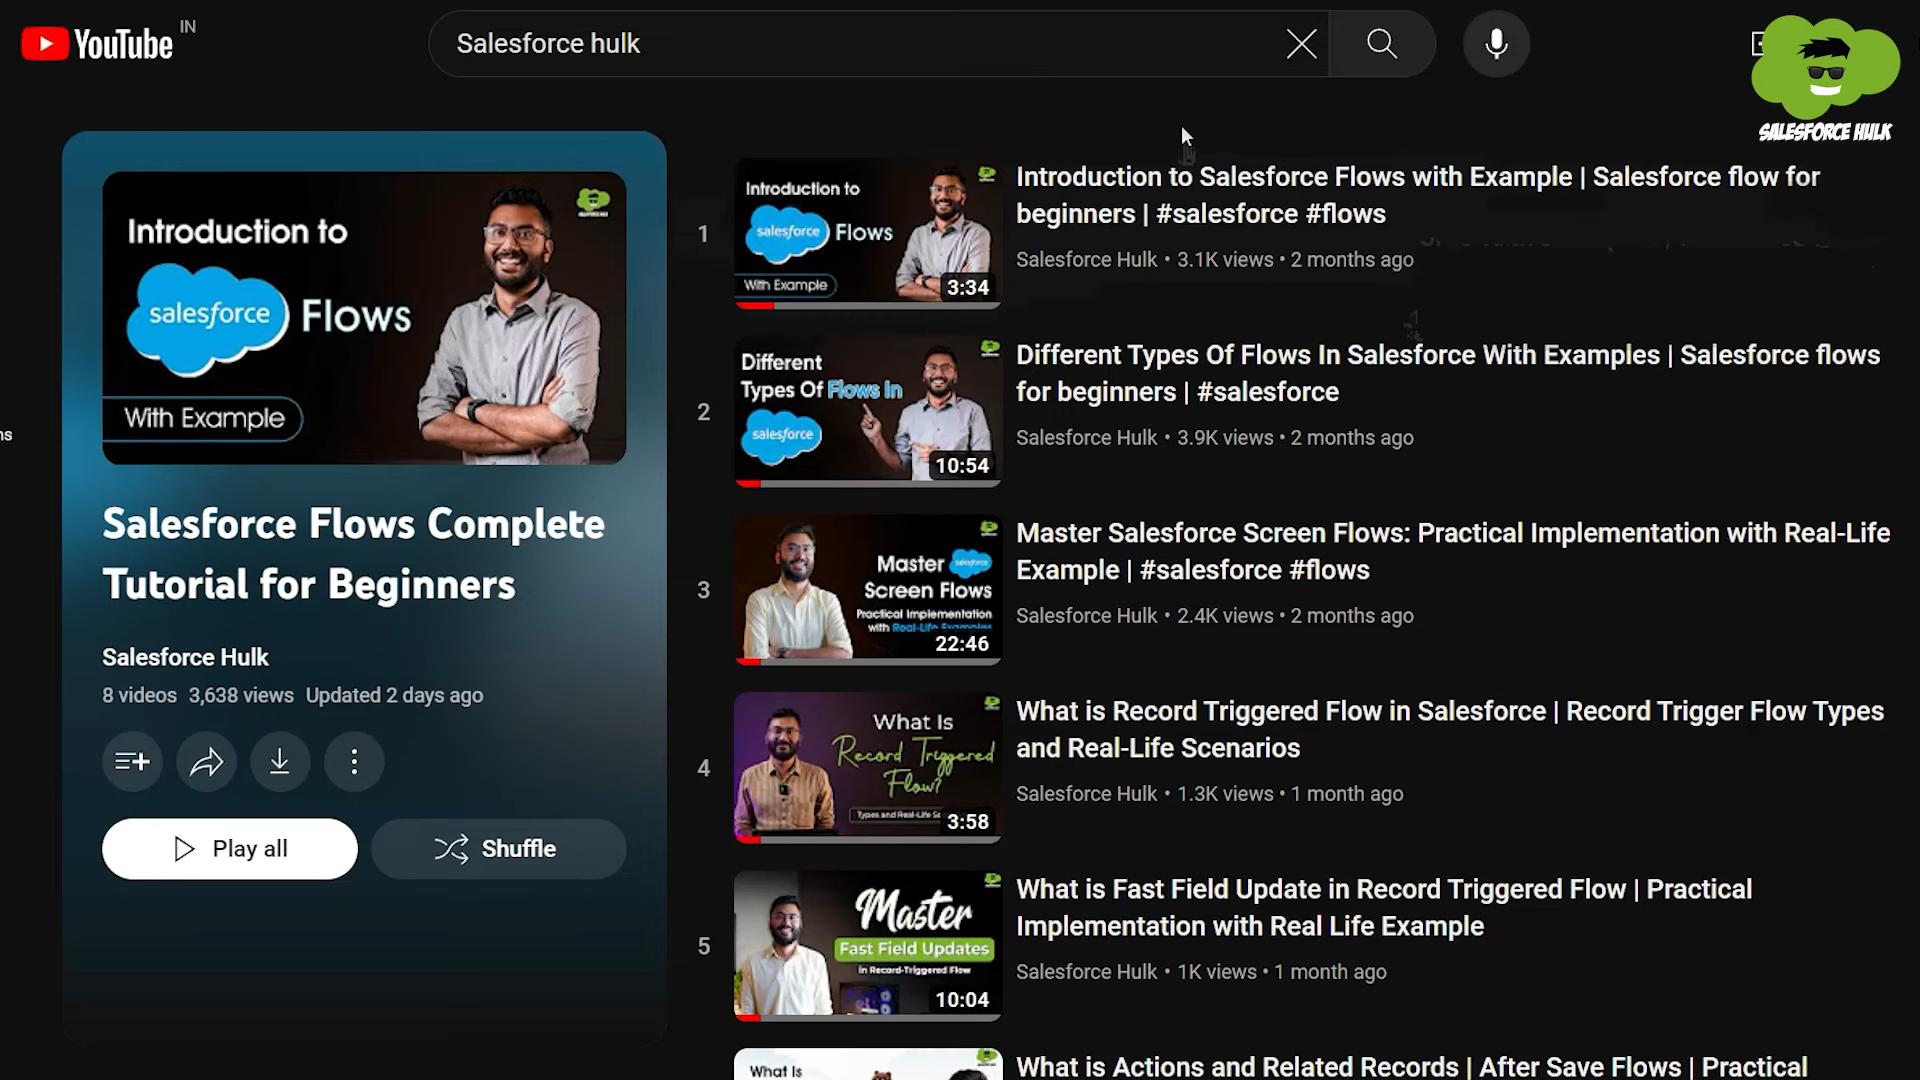 YouTube IN
Salesforce hulk
SALESFORCE HULK
Introduction to
salesforce Flows
With Example
Salesforce Flows Complete
Tutorial for Beginners
Salesforce Hulk
8 videos 3,638 views Updated 2 days ago
Play all
Shuffle
ns
1
Introduction to
salesforce Flows
With Example
3:34
Introduction to Salesforce Flows with Example | Salesforce flow for
beginners | #salesforce #flows
Salesforce Hulk • 3.1K views • 2 months ago
2
Different
Types Of Flows In
salesforce
10:54
Different Types Of Flows In Salesforce With Examples | Salesforce flows
for beginners | #salesforce
Salesforce Hulk • 3.9K views • 2 months ago
3
Master salesforce
Screen Flows
Practical Implementation
with Real-Life Examples
22:46
Master Salesforce Screen Flows: Practical Implementation with Real-Life
Example | #salesforce #flows
Salesforce Hulk • 2.4K views • 2 months ago
4
What Is
Record Triggered
Flow?
Types and Real-Life
3:58
What is Record Triggered Flow in Salesforce | Record Trigger Flow Types
and Real-Life Scenarios
Salesforce Hulk • 1.3K views • 1 month ago
5
Master
Fast Field Updates
in Record-Triggered Flow
10:04
What is Fast Field Update in Record Triggered Flow | Practical
Implementation with Real Life Example
Salesforce Hulk • 1K views • 1 month ago
What Is
What is Actions and Related Records | After Save Flows | Practical